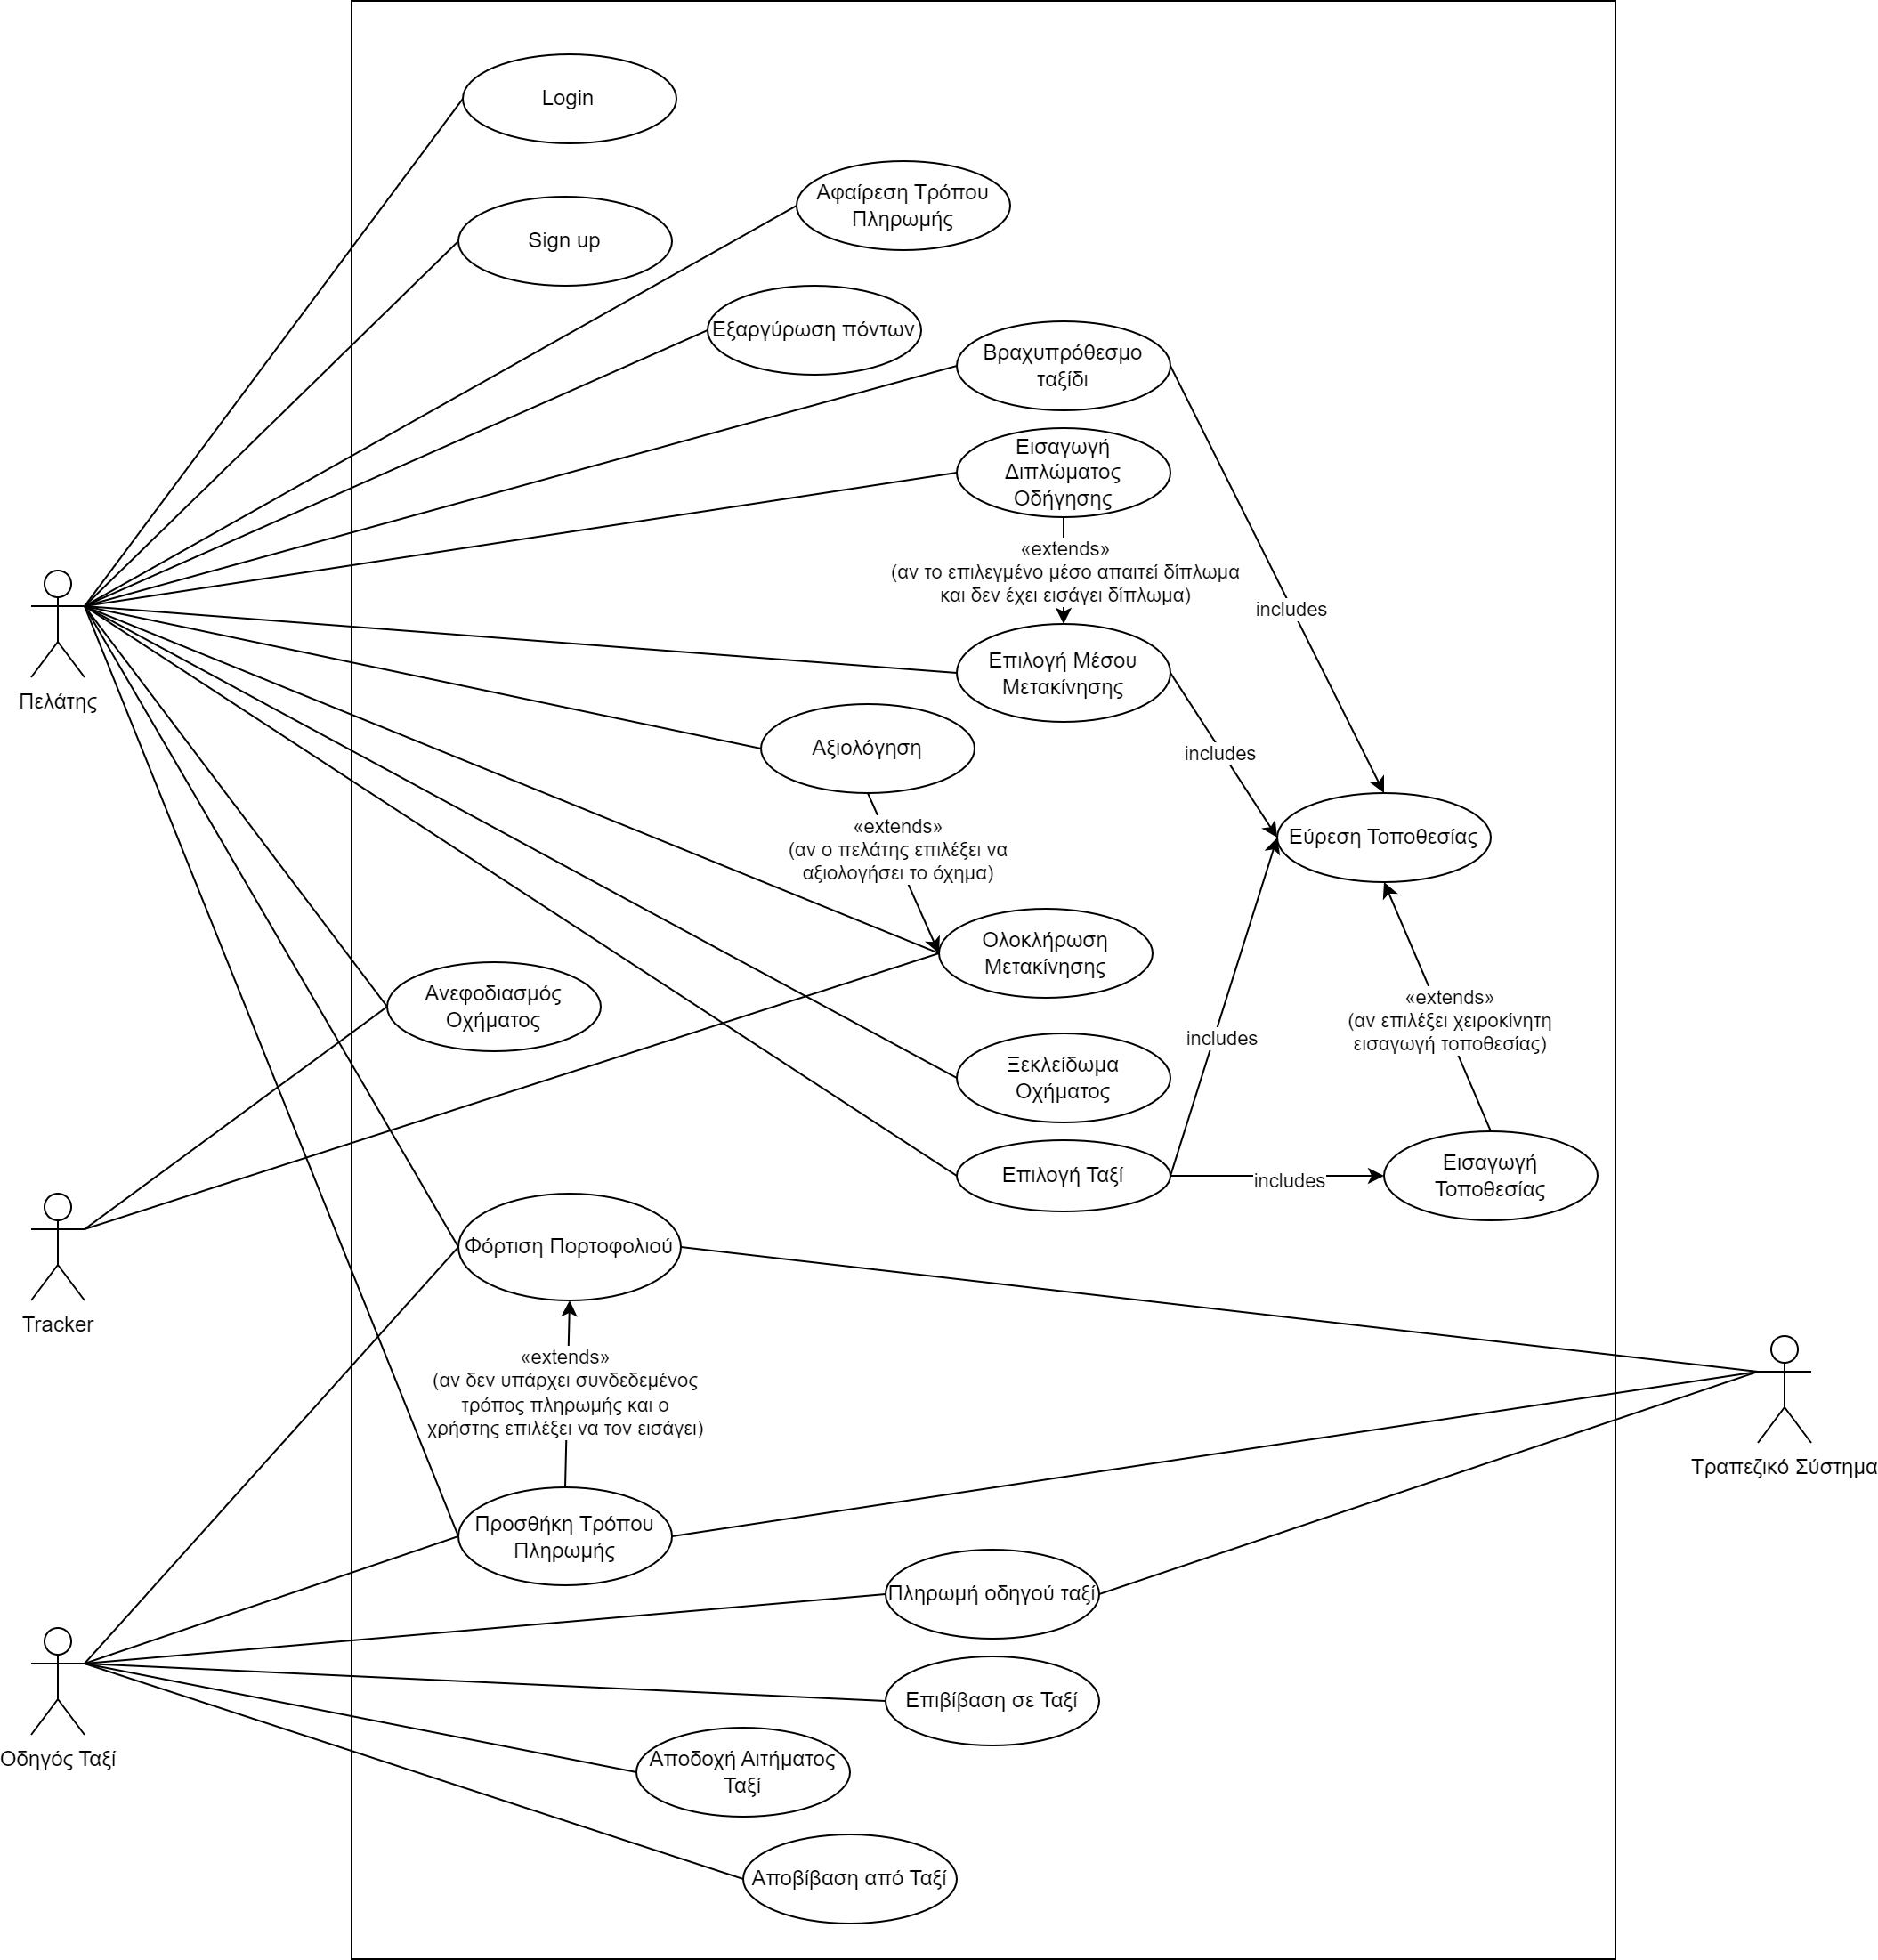 Login
Αφαίρεση Τρόπου
Πληρωμής
Sign up
Εξαργύρωση πόντων
Βραχυπρόθεσμο
ταξίδι
Εισαγωγή
Διπλώματος
Οδήγησης
«extends»
(αν το επιλεγμένο μέσο απαιτεί δίπλωμα
και δεν έχει εισάγει δίπλωμα)
includes
Πελάτης
Επιλογή Μέσου
Μετακίνησης
includes
Αξιολόγηση
«extends»
(αν ο πελάτης επιλέξει να
αξιολογήσει το όχημα)
Εύρεση Τοποθεσίας
Ολοκλήρωση
Μετακίνησης
Ανεφοδιασμός
Οχήματος
«extends»
(αν επιλέξει χειροκίνητη
εισαγωγή τοποθεσίας)
includes
Ξεκλείδωμα
Οχήματος
Επιλογή Ταξί
includes
Εισαγωγή
Τοποθεσίας
Φόρτιση Πορτοφολιού
Tracker
«extends»
(αν δεν υπάρχει συνδεδεμένος
τρόπος πληρωμής και ο
χρήστης επιλέξει να τον εισάγει)
Τραπεζικό Σύστημα
Προσθήκη Τρόπου
Πληρωμής
Πληρωμή οδηγού ταξί
Επιβίβαση σε Ταξί
Οδηγός Ταξί
Αποδοχή Αιτήματος
Ταξί
Αποβίβαση από Ταξί